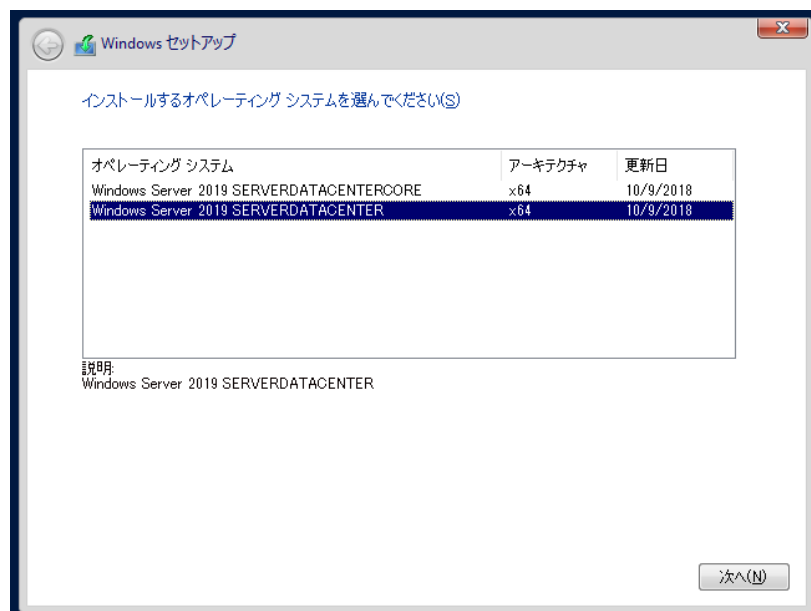 Windows セットアップ
インストールするオペレーティング システムを選んでください(S)
オペレーティング システム アーキテクチャ 更新日
Windows Server 2019 SERVERDATACENTERCORE x64 10/9/2018
Windows Server 2019 SERVERDATACENTER x64 10/9/2018
説明:
Windows Server 2019 SERVERDATACENTER
次へ(N)